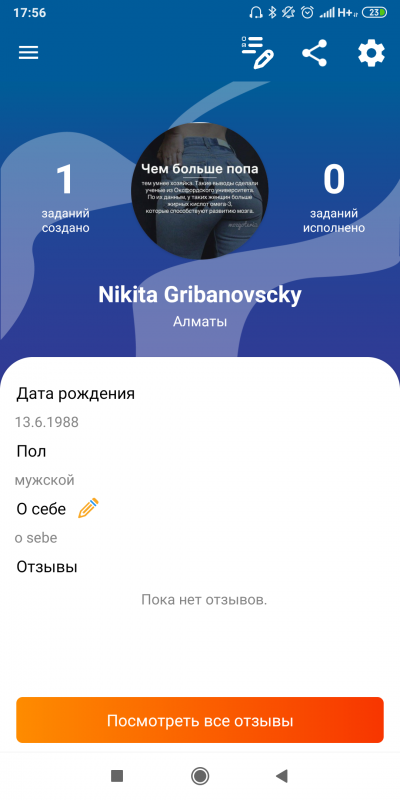 17:56
H+
23
1
заданий
создано
Чем больше попа
тем умнее хозяйка. Такие выводы сделали
ученые из Оксфордского университета.
По их данным, у таких женщин больше
жирных кислот омега-3,
которые способствуют развитию мозга.
0
заданий
исполнено
Nikita Gribanovscky
Алматы
Дата рождения
13.6.1988
Пол
мужской
О себе
o sebe
Отзывы
Пока нет отзывов.
Посмотреть все отзывы